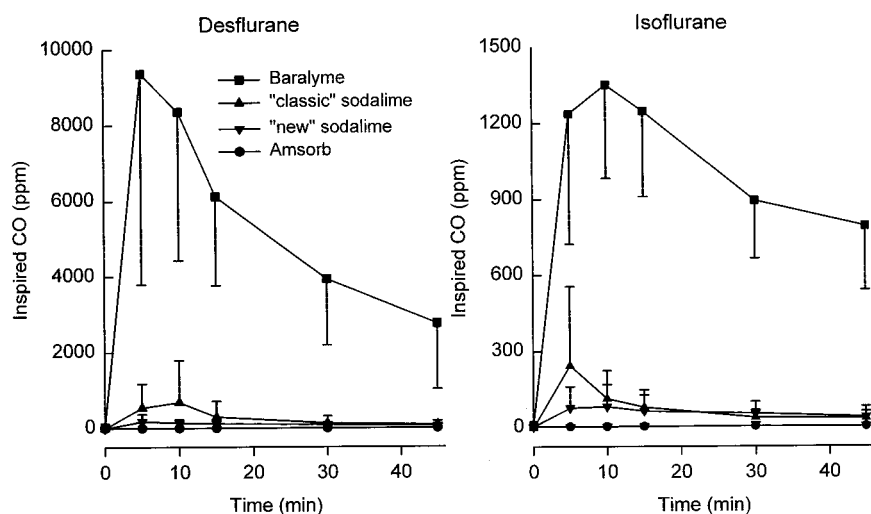 Desflurane
Inspired CO (ppm)
10000
8000
6000
4000
2000
0
Baralyme
"classic" sodalime
"new" sodalime
Amsorb
0 10 20 30 40
Time (min)
Isoflurane
Inspired CO (ppm)
1500
1200
900
600
300
0
0 10 20 30 40
Time (min)